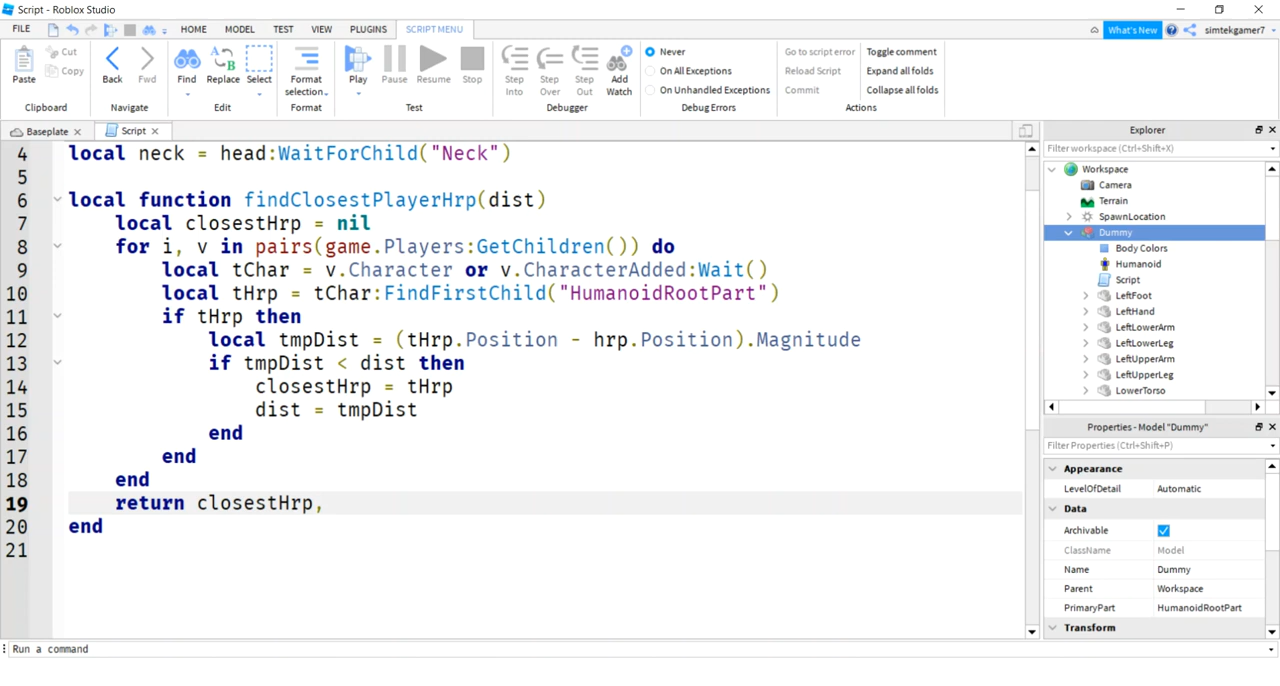 Script - Roblox Studio
FILE HOME MODEL TEST VIEW PLUGINS SCRIPT MENU What's New simtekgamer7
Paste Cut Copy Back Fwd Find Replace Select Format selection Play Pause Resume Stop Step Into Step Over Step Out Add Watch
Never
On All Exceptions
On Unhandled Exceptions
Go to script error
Reload Script
Commit
Toggle comment
Expand all folds
Collapse all folds
Clipboard Navigate Edit Format Test Debugger Debug Errors Actions
Baseplate Script
4 local neck = head:WaitForChild("Neck")
5
6 local function findClosestPlayerHrp(dist)
7 local closestHrp = nil
8 for i, v in pairs(game.Players:GetChildren()) do
9 local tChar = v.Character or v.CharacterAdded:Wait()
10 local tHrp = tChar:FindFirstChild("HumanoidRootPart")
11 if tHrp then
12 local tmpDist = (tHrp.Position - hrp.Position).Magnitude
13 if tmpDist < dist then
14 closestHrp = tHrp
15 dist = tmpDist
16 end
17 end
18 end
19 return closestHrp,
20 end
21
Explorer
Filter workspace (Ctrl+Shift+X)
Workspace
Camera
Terrain
SpawnLocation
Dummy
Body Colors
Humanoid
Script
LeftFoot
LeftHand
LeftLowerArm
LeftLowerLeg
LeftUpperArm
LeftUpperLeg
LowerTorso
Properties - Model "Dummy"
Filter Properties (Ctrl+Shift+P)
Appearance
LevelOfDetail Automatic
Data
Archivable
ClassName Model
Name Dummy
Parent Workspace
PrimaryPart HumanoidRootPart
Transform
Run a command